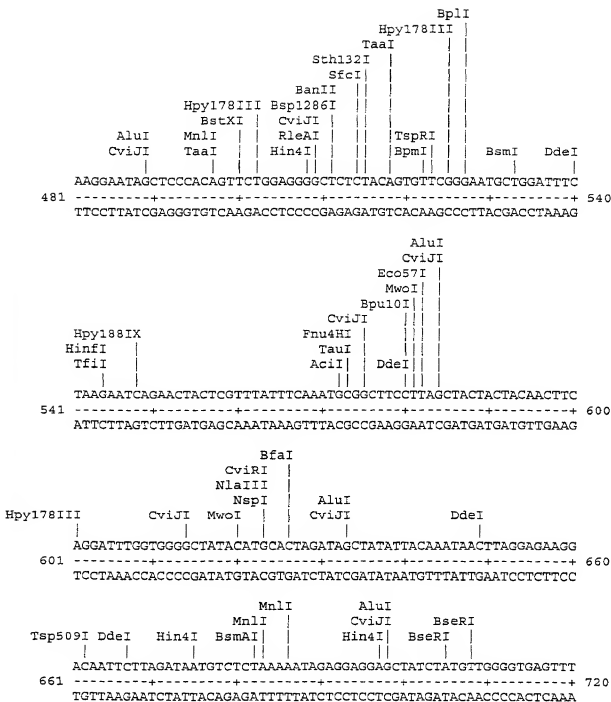 BplI
Hpy178III
TaaI
Sth132I
SfcI
BanII
Hpy178III Bsp1286I
BstXI CviJI
AluI MnlI RleAI TspRI
CviJI TaaI Hin4I BpmI BsmI DdeI
AAGGAATAGCTCCCACAGTTCTGGAGGGGCTCTCTACAGTGTTCGGGAATGCTGGATTTC
481 ---------+---------+---------+---------+---------+---------- 540
TTCCTTATCGAGGGTGTCAAGACCTCCCCGAGAGATGTCACAAGCCCTTACGACCTAAAG
AluI
CviJI
Eco57I
MwoI
Bpu10I
CviJI
Hpy188IX Fnu4HI
HinfI TauI
TfiI AciI DdeI
TAAGAATCAGAACTACTCGTTTATTTCAAATGCGGCTTCCTTAGCTACTACTACAACTTC
541 ---------+---------+---------+---------+---------+---------- 600
ATTCTTAGTCTTGATGAGCAAATAAAGTTTACGCCGAAGGAATCGATGATGATGTTGAAG
BfaI
CviRI
NlaIII
NspI AluI
Hpy178III CviJI MwoI CviJI DdeI
AGGATTTGGTGGGGCTATACATGCACTAGATAGCTATATTACAAATAACTTAGGAGAAGG
601 ---------+---------+---------+---------+---------+---------- 660
TCCTAAACCACCCCGATATGTACGTGATCTATCGATATAATGTTTATTGAATCCTCTTCC
MnlI AluI
MnlI CviJI BseRI
Tsp509I DdeI Hin4I BsmAI Hin4I BseRI
ACAATTCTTAGATAATGTCTCTAAAAATAGAGGAGGAGCTATCTATGTTGGGGTGAGTTT
661 ---------+---------+---------+---------+---------+---------- 720
TGTTAAGAATCTATTACAGAGATTTTTATCTCCTCCTCGATAGATACAACCCCACTCAAA